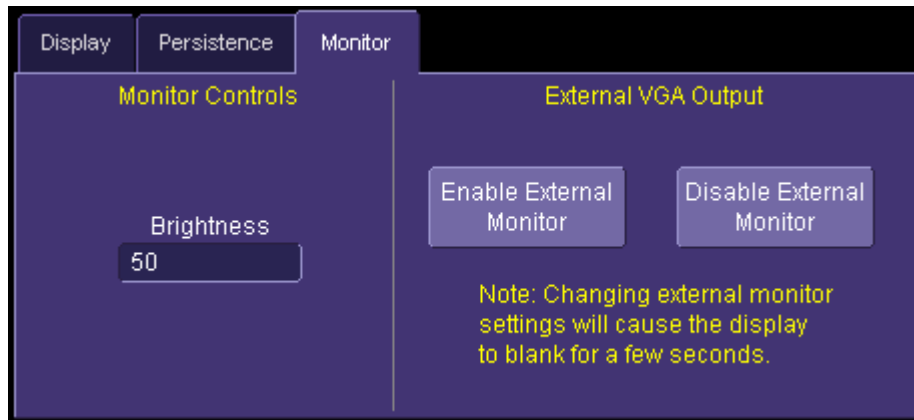 Display
Persistence
Monitor
Monitor Controls
Brightness
50
External VGA Output
Enable External
Monitor
Disable External
Monitor
Note: Changing external monitor
settings will cause the display
to blank for a few seconds.